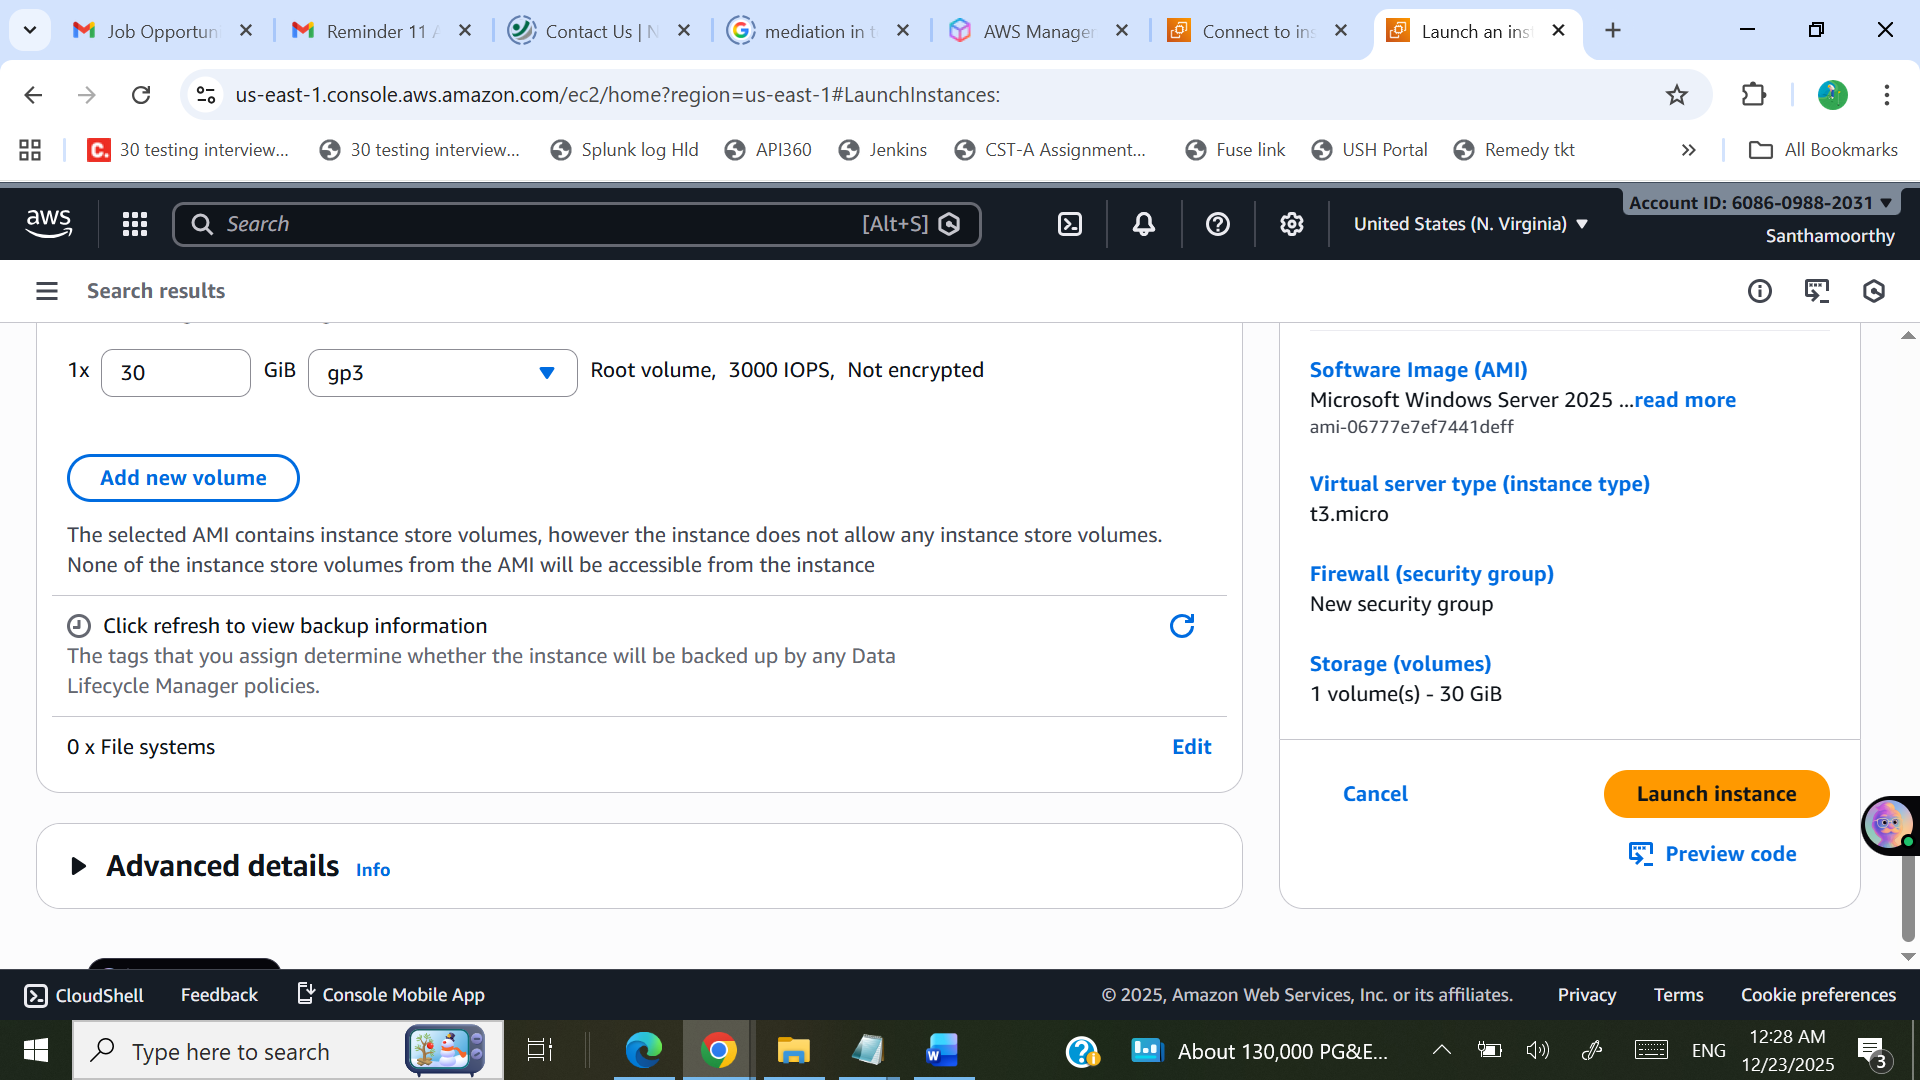 Job Opportun
Reminder 11 A
Contact Us | N
mediation in t
AWS Manager
Connect to ins
Launch an inst
us-east-1.console.aws.amazon.com/ec2/home?region=us-east-1#LaunchInstances:
30 testing interview...
30 testing interview...
Splunk log Hld
API360
Jenkins
CST-A Assignment...
Fuse link
USH Portal
Remedy tkt
»
All Bookmarks
aws
Search
[Alt+S]
United States (N. Virginia)
Account ID: 6086-0988-2031
Santhamoorthy
Search results
1x
30
GiB
gp3
Root volume, 3000 IOPS, Not encrypted
Add new volume
The selected AMI contains instance store volumes, however the instance does not allow any instance store volumes.
None of the instance store volumes from the AMI will be accessible from the instance
Click refresh to view backup information
The tags that you assign determine whether the instance will be backed up by any Data
Lifecycle Manager policies.
0 x File systems
Edit
Advanced details
Info
Software Image (AMI)
Microsoft Windows Server 2025 ...read more
ami-06777e7ef7441deff
Virtual server type (instance type)
t3.micro
Firewall (security group)
New security group
Storage (volumes)
1 volume(s) - 30 GiB
Cancel
Launch instance
Preview code
CloudShell
Feedback
Console Mobile App
© 2025, Amazon Web Services, Inc. or its affiliates.
Privacy
Terms
Cookie preferences
Type here to search
About 130,000 PG&E...
ENG
12:28 AM
12/23/2025
3